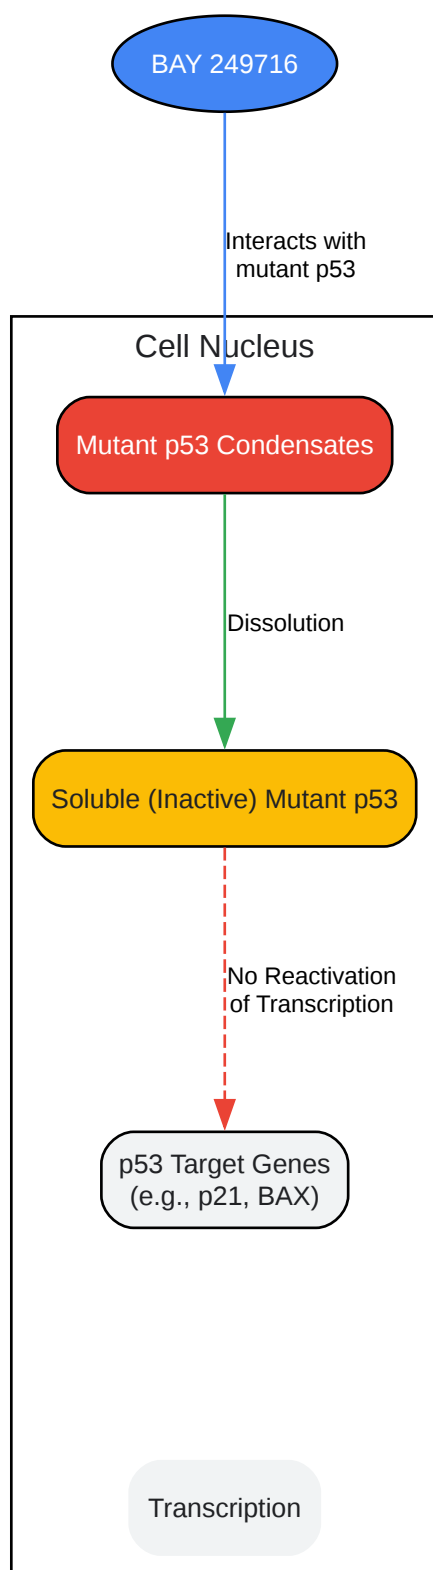 BAY 249716
Interacts with
mutant p53
Cell Nucleus
Mutant p53 Condensates
Dissolution
Soluble (Inactive) Mutant p53
No Reactivation
of Transcription
p53 Target Genes
(e.g., p21, BAX)
Transcription